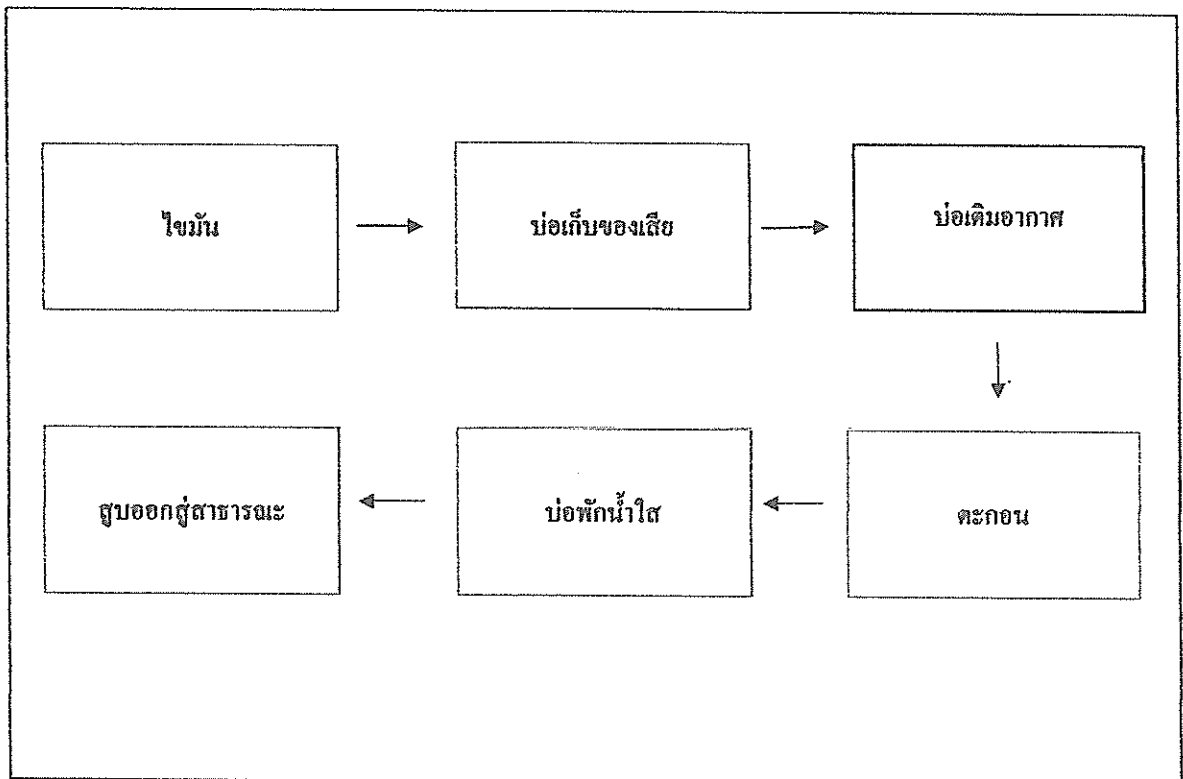 ไขมัน
บ่อเก็บของเสีย
บ่อเติมอากาศ
ตะกอน
บ่อพักน้ำใส
สูบออกสู่สาธารณะ